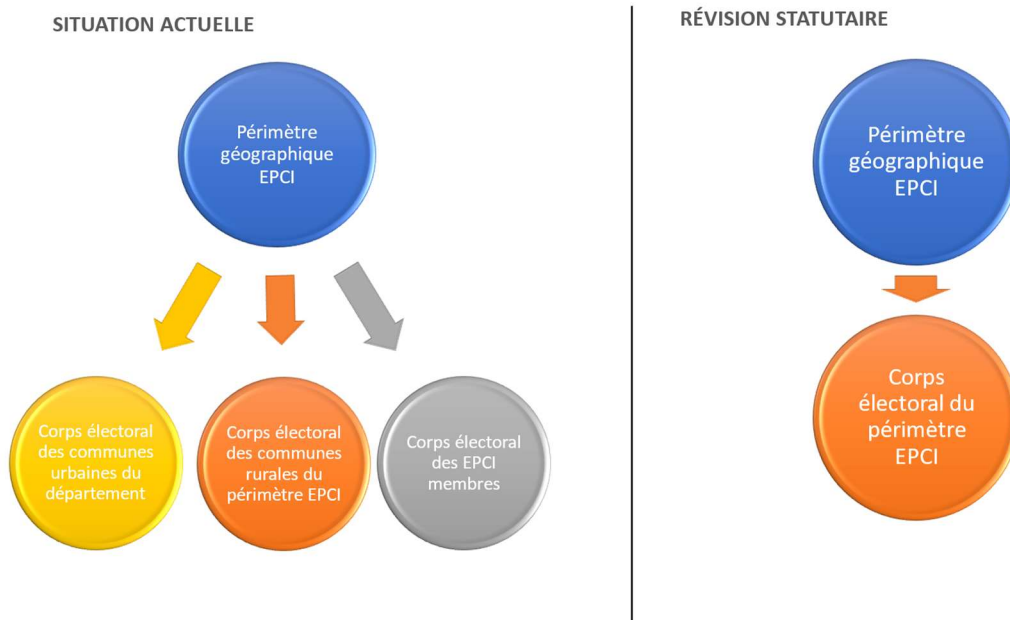 SITUATION ACTUELLE
Périmètre
géographique
EPCI
Corps électoral
des communes
urbaines du
département
Corps électoral
des communes
rurales du
périmètre EPCI
Corps électoral
des EPCI
membres
RÉVISION STATUTAIRE
Périmètre
géographique
EPCI
Corps
électoral du
périmètre
EPCI